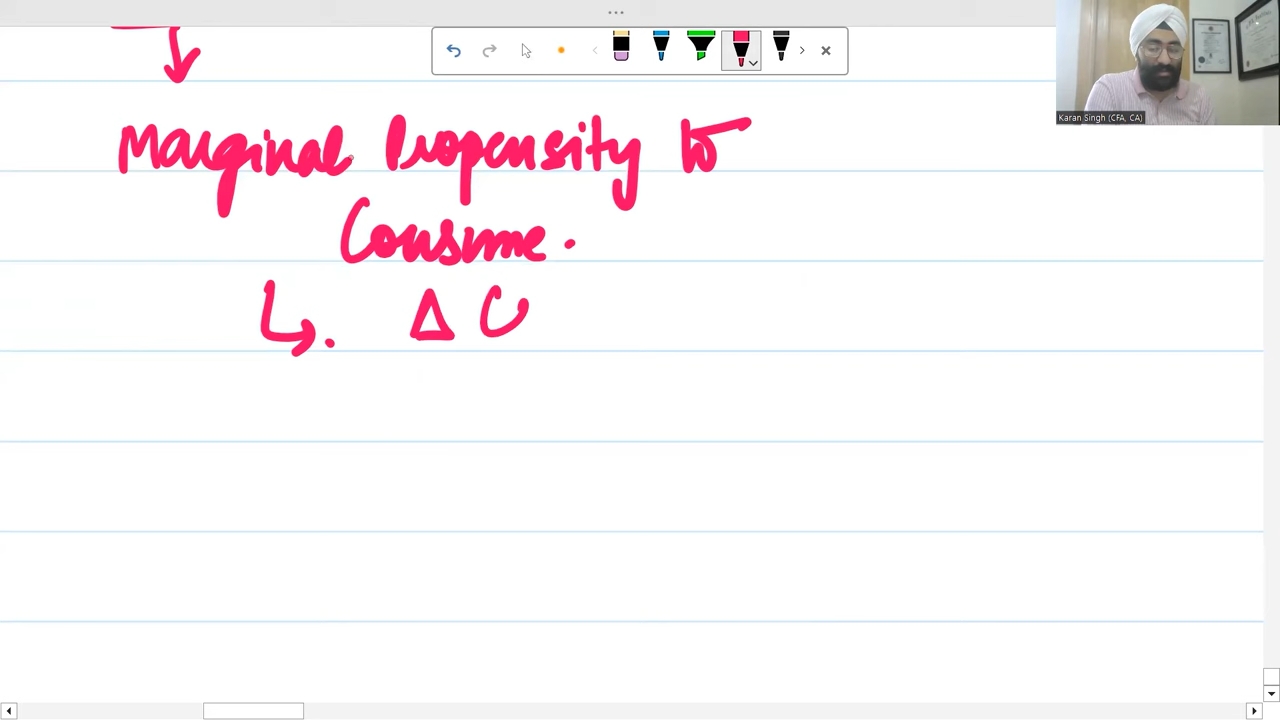 Karan Singh (CFA, CA)
Marginal Propensity to
Consume.
↳. Δ C